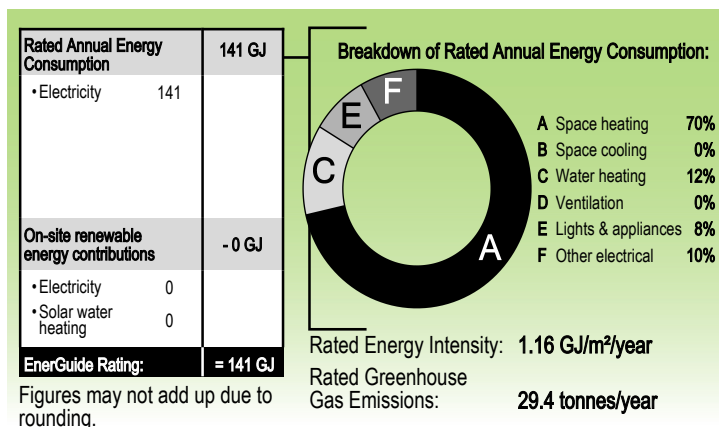 Rated Annual Energy
Consumption
141 GJ
• Electricity 141
On-site renewable
energy contributions
- 0 GJ
• Electricity 0
• Solar water
heating
0
EnerGuide Rating: = 141 GJ
Figures may not add up due to
rounding.
Breakdown of Rated Annual Energy Consumption:
F
E
C
A
A Space heating 70%
B Space cooling 0%
C Water heating 12%
D Ventilation 0%
E Lights & appliances 8%
F Other electrical 10%
Rated Energy Intensity: 1.16 GJ/m²/year
Rated Greenhouse
Gas Emissions: 29.4 tonnes/year